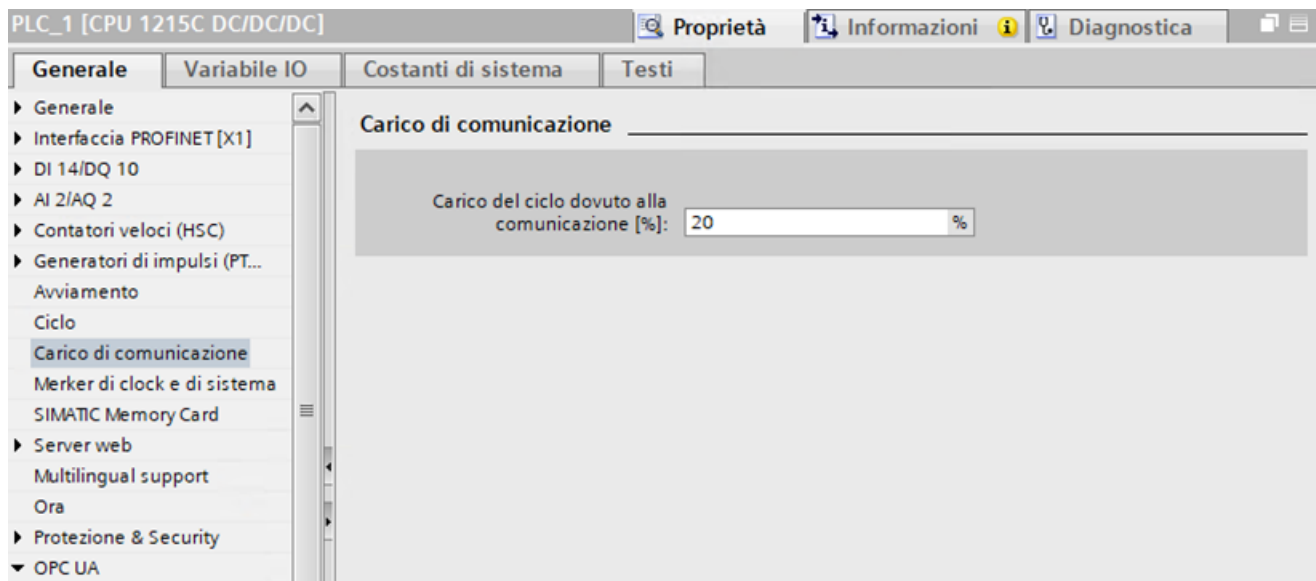 PLC_1 [CPU 1215C DC/DC/DC]
Proprietà
Informazioni
Diagnostica
Generale
Variabile IO
Costanti di sistema
Testi
Generale
Interfaccia PROFINET [X1]
DI 14/DQ 10
AI 2/AQ 2
Contatori veloci (HSC)
Generatori di impulsi (PT...
Avviamento
Ciclo
Carico di comunicazione
Merker di clock e di sistema
SIMATIC Memory Card
Server web
Multilingual support
Ora
Protezione & Security
OPC UA
Carico di comunicazione
Carico del ciclo dovuto alla
comunicazione [%]: 20 %